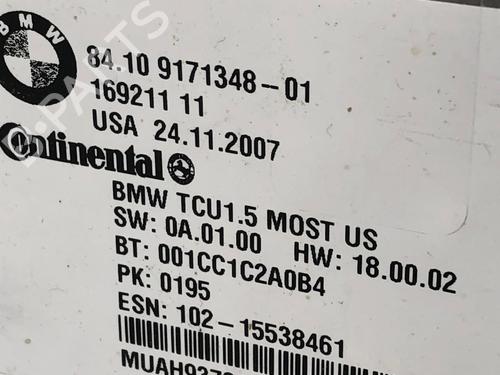 BMW
84.10 9171348-01
169211 11
USA 24.11.2007
Continental
BMW TCU1.5 MOST US
SW: 0A.01.00 HW: 18.00.02
BT: 001CC1C2A0B4
PK: 0195
ESN: 102-15538461